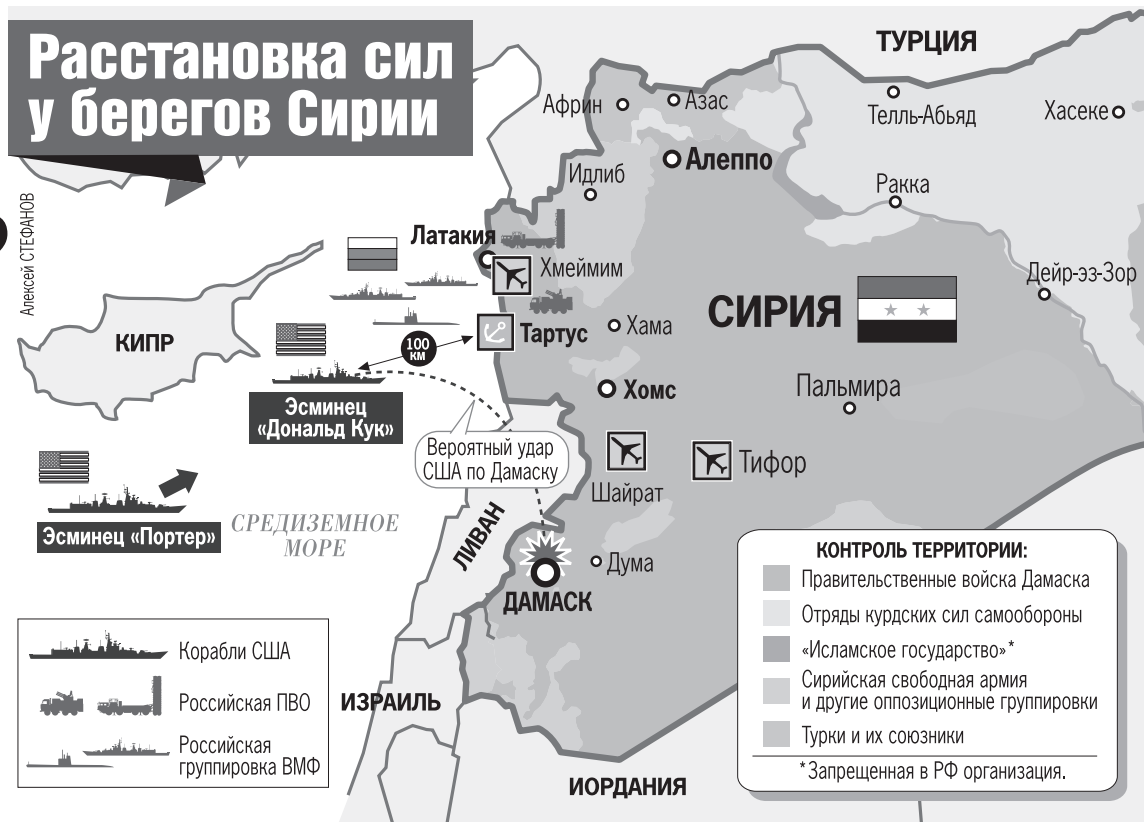 Расстановка сил
у берегов Сирии
Алексей СТЕФАНОВ
ТУРЦИЯ
Африн
Азас
Телль-Абьяд
Хасеке
Алеппо
Идлиб
Ракка
Латакия
Хмеймим
Дейр-эз-Зор
КИПР
100
км
Тартус
Хама
СИРИЯ
Хомс
Пальмира
Эсминец
«Дональд Кук»
Вероятный удар
США по Дамаску
Шайрат
Тифор
Эсминец «Портер»
СРЕДИЗЕМНОЕ
МОРЕ
ЛИВАН
Дума
ДАМАСК
КОНТРОЛЬ ТЕРРИТОРИИ:
Правительственные войска Дамаска
Отряды курдских сил самообороны
«Исламское государство»*
Сирийская свободная армия
и другие оппозиционные группировки
Турки и их союзники
*Запрещенная в РФ организация.
Корабли США
Российская ПВО
Российская
группировка ВМФ
ИЗРАИЛЬ
ИОРДАНИЯ